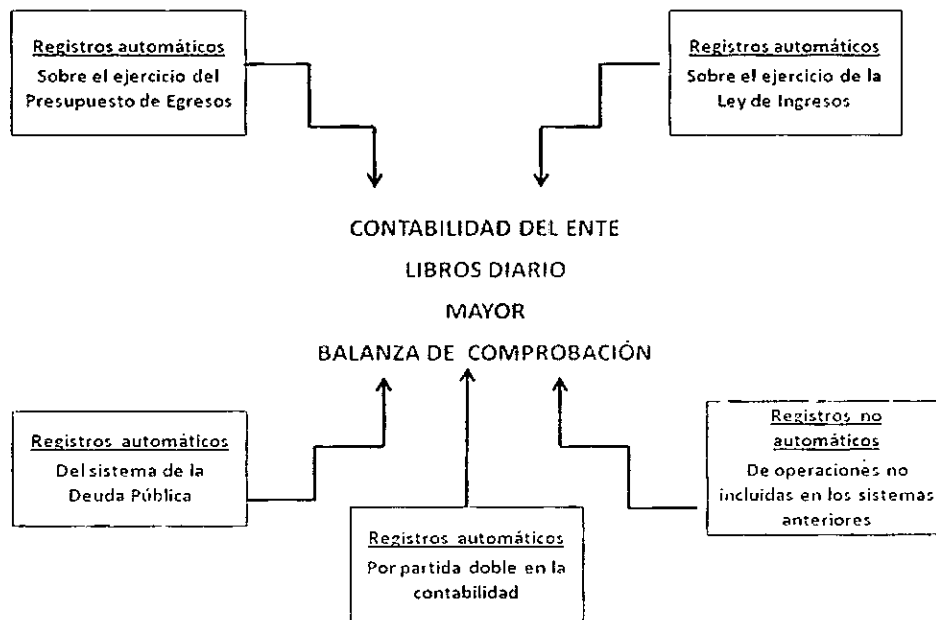 Registros automáticos
Sobre el ejercicio del
Presupuesto de Egresos
Registros automáticos
Sobre el ejercicio de la
Ley de Ingresos
CONTABILIDAD DEL ENTE
LIBROS DIARIO
MAYOR
BALANZA DE COMPROBACIÓN
Registros automáticos
Del sistema de la
Deuda Pública
Registros automáticos
Por partida doble en la
contabilidad
Registros no
automáticos
De operaciones no
incluidas en los sistemas
anteriores